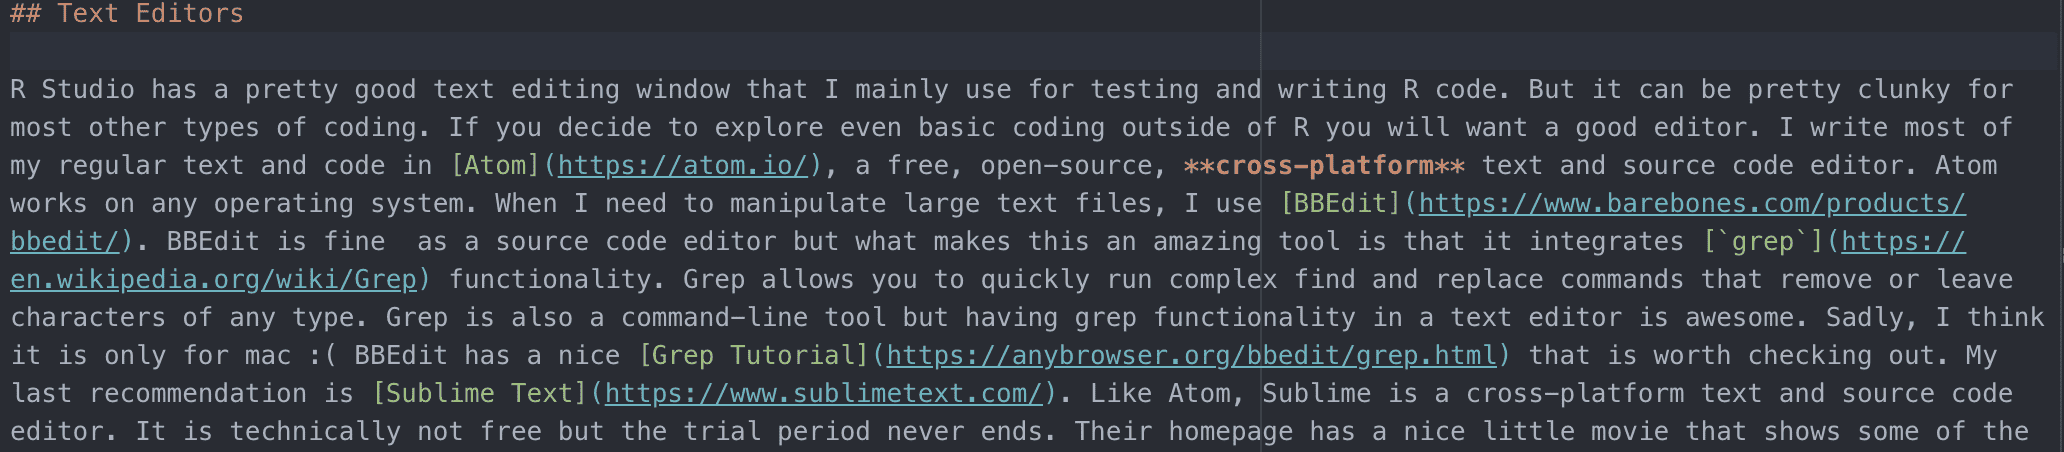 ## Text Editors
R Studio has a pretty good text editing window that I mainly use for testing and writing R code. But it can be pretty clunky for
most other types of coding. If you decide to explore even basic coding outside of R you will want a good editor. I write most of
my regular text and code in [Atom](https://atom.io/), a free, open-source, **cross-platform** text and source code editor. Atom
works on any operating system. When I need to manipulate large text files, I use [BBEdit](https://www.barebones.com/products/
bbedit/). BBEdit is fine  as a source code editor but what makes this an amazing tool is that it integrates [`grep`](https://
en.wikipedia.org/wiki/Grep) functionality. Grep allows you to quickly run complex find and replace commands that remove or leave
characters of any type. Grep is also a command-line tool but having grep functionality in a text editor is awesome. Sadly, I think
it is only for mac :( BBEdit has a nice [Grep Tutorial](https://anybrowser.org/bbedit/grep.html) that is worth checking out. My
last recommendation is [Sublime Text](https://www.sublimetext.com/). Like Atom, Sublime is a cross-platform text and source code
editor. It is technically not free but the trial period never ends. Their homepage has a nice little movie that shows some of the